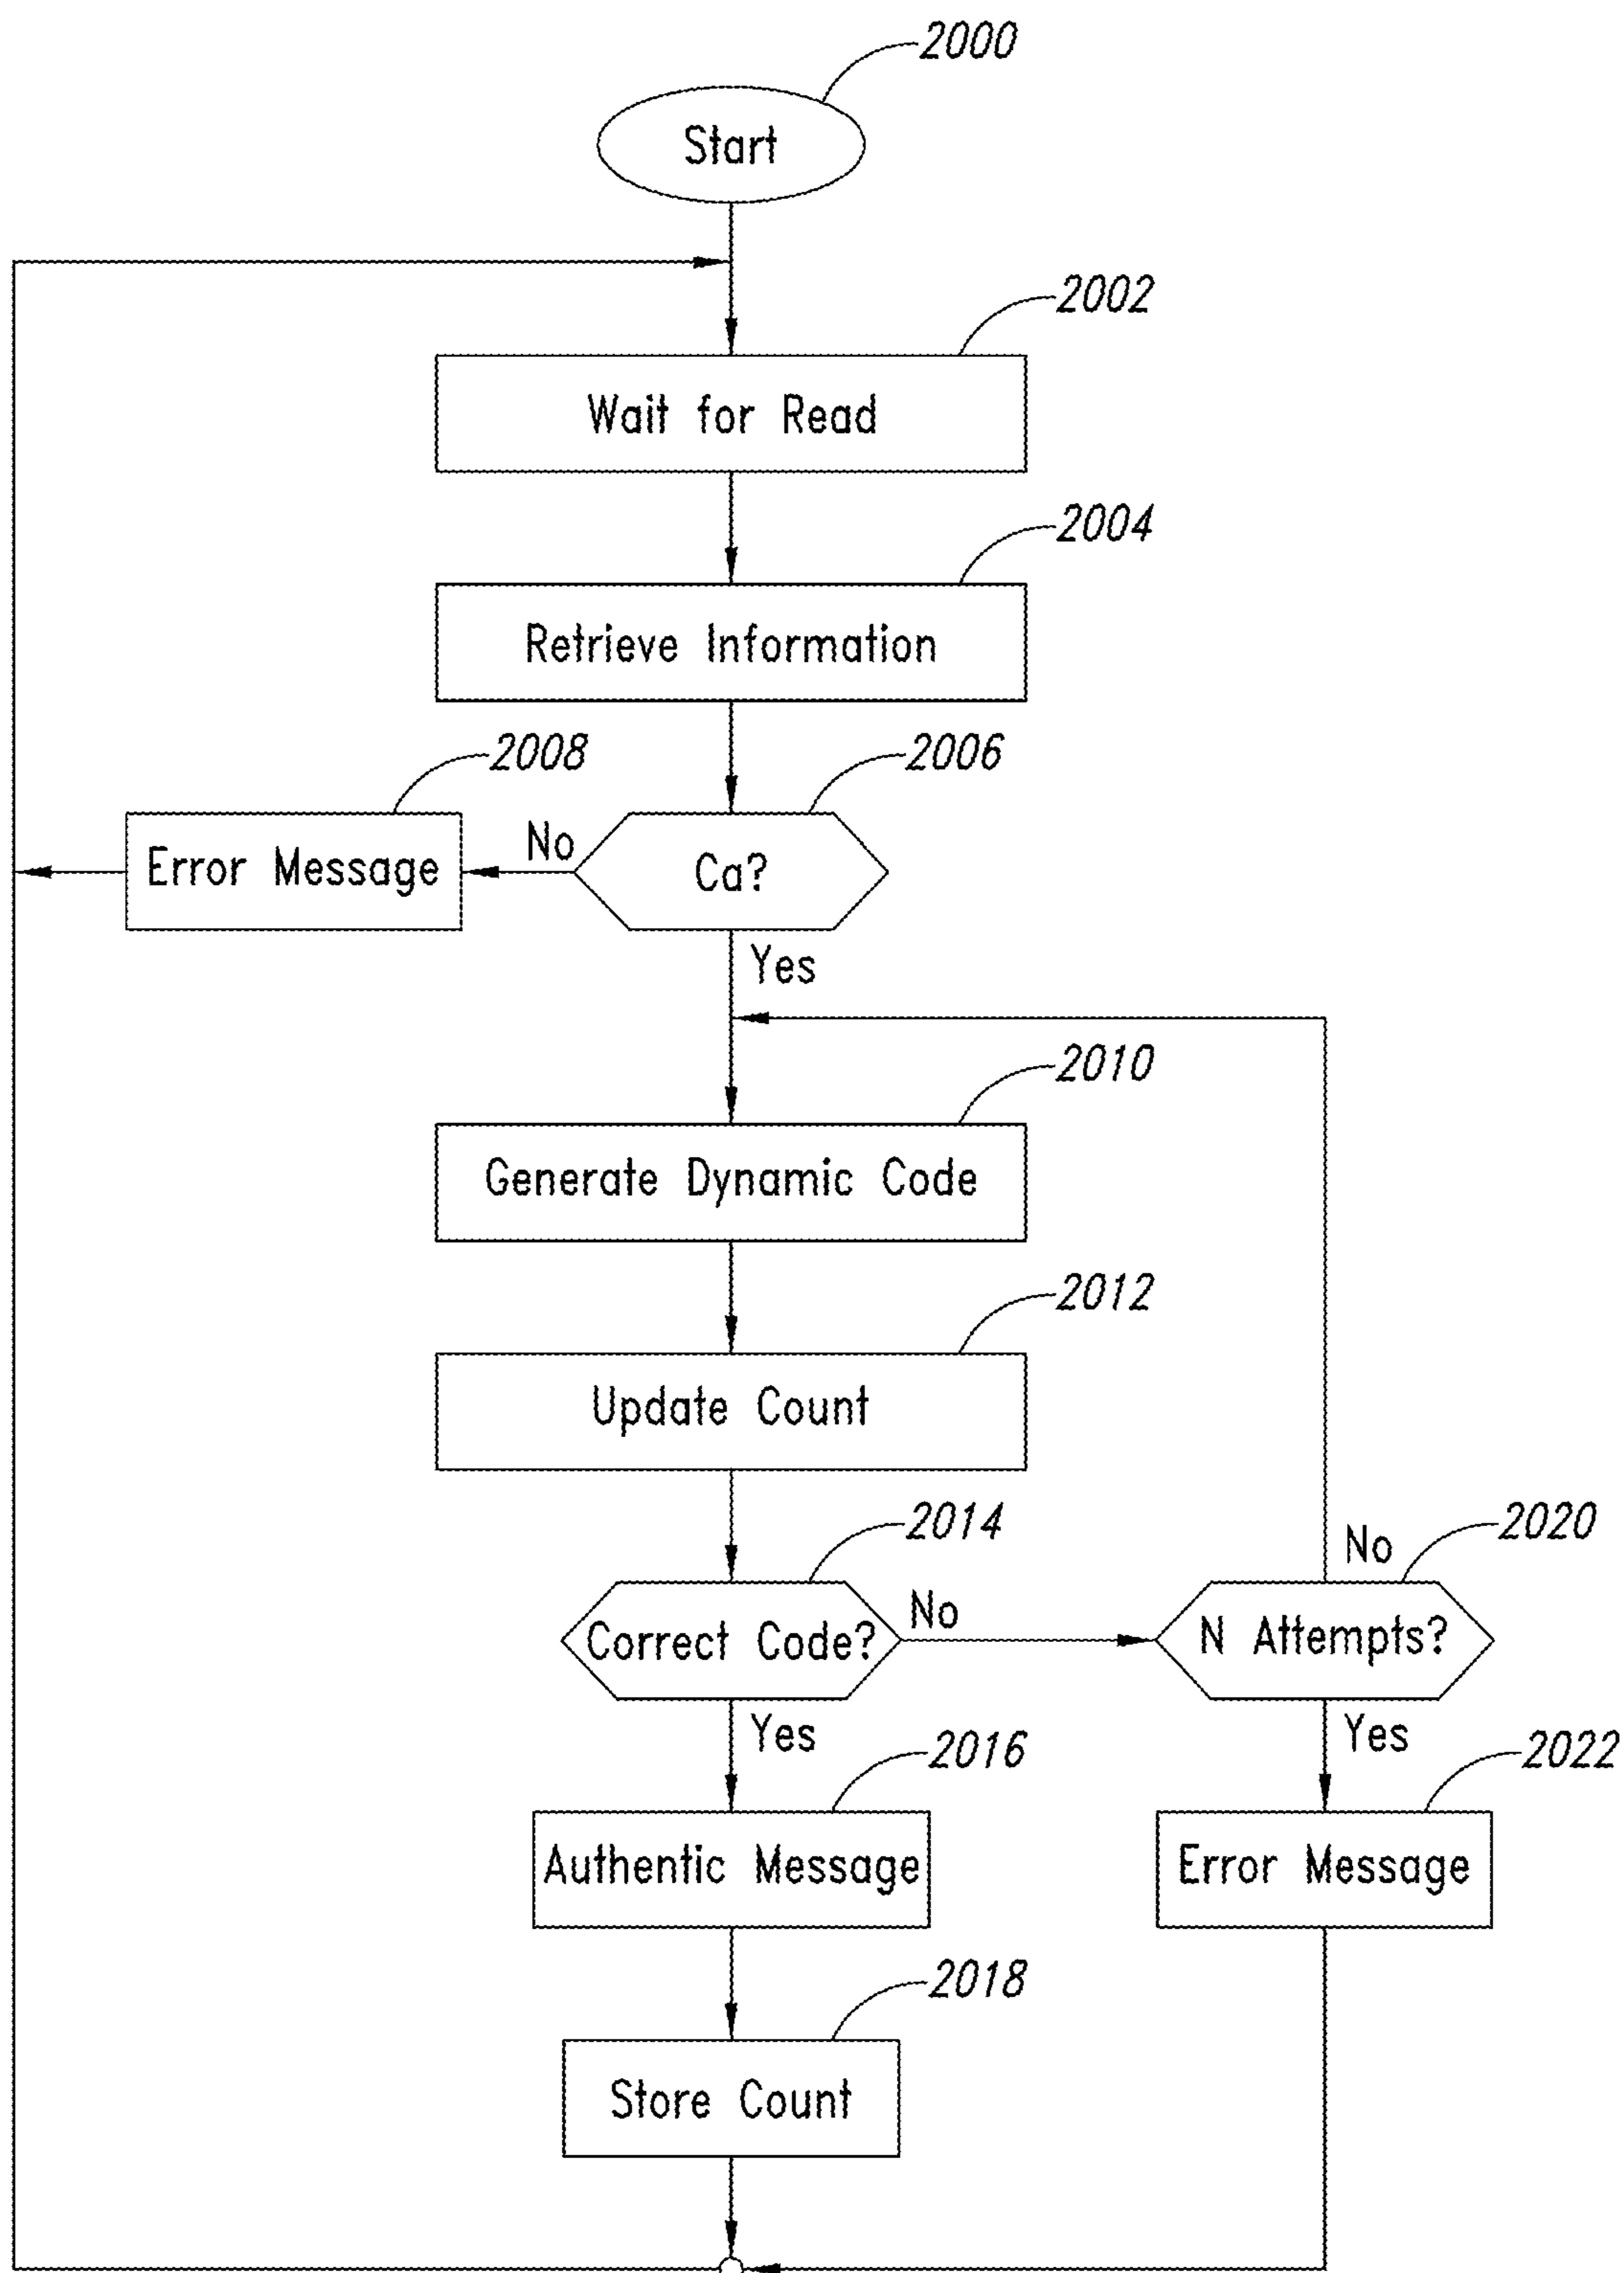 2000
Start
2002
Wait for Read
2004
Retrieve Information
2008
2006
Error Message
No
Ca?
Yes
2010
Generate Dynamic Code
2012
Update Count
2014
2020
No
Correct Code?
No
N Attempts?
Yes
Yes
2016
2022
Authentic Message
Error Message
2018
Store Count